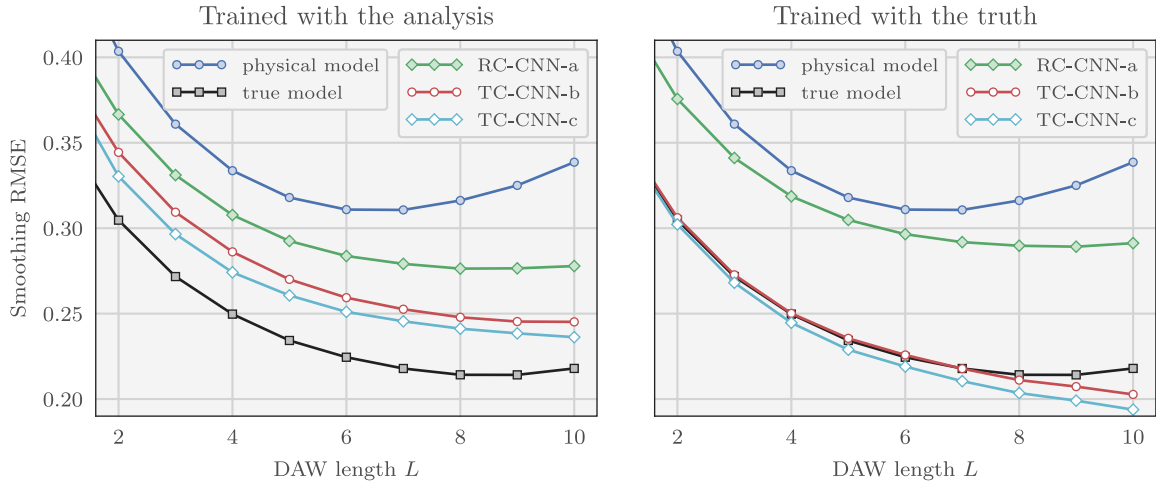 Trained with the analysis
Trained with the truth
0.40
0.35
0.30
0.25
0.20
Smoothing RMSE
physical model
true model
RC-CNN-a
TC-CNN-b
TC-CNN-c
physical model
true model
RC-CNN-a
TC-CNN-b
TC-CNN-c
2 4 6 8 10
2 4 6 8 10
DAW length L
DAW length L